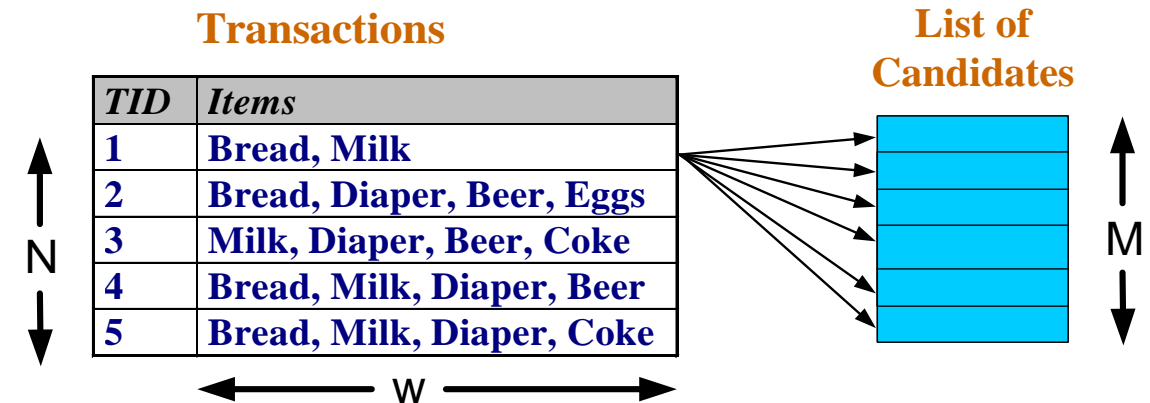 Transactions
List of
Candidates
TID Items
1 Bread, Milk
2 Bread, Diaper, Beer, Eggs
3 Milk, Diaper, Beer, Coke
4 Bread, Milk, Diaper, Beer
5 Bread, Milk, Diaper, Coke
N
M
w